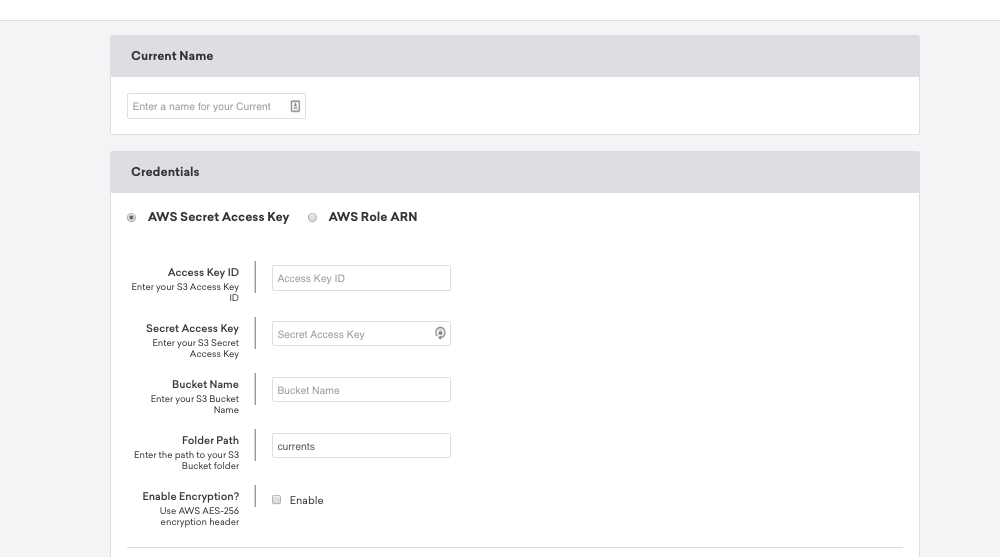 Current Name
Enter a name for your Current
Credentials
AWS Secret Access Key AWS Role ARN
Access Key ID
Enter your S3 Access Key
ID
Access Key ID
Secret Access Key
Enter your S3 Secret
Access Key
Secret Access Key
Bucket Name
Enter your S3 Bucket
Name
Bucket Name
Folder Path
Enter the path to your S3
Bucket folder
currents
Enable Encryption?
Use AWS AES-256
encryption header
Enable